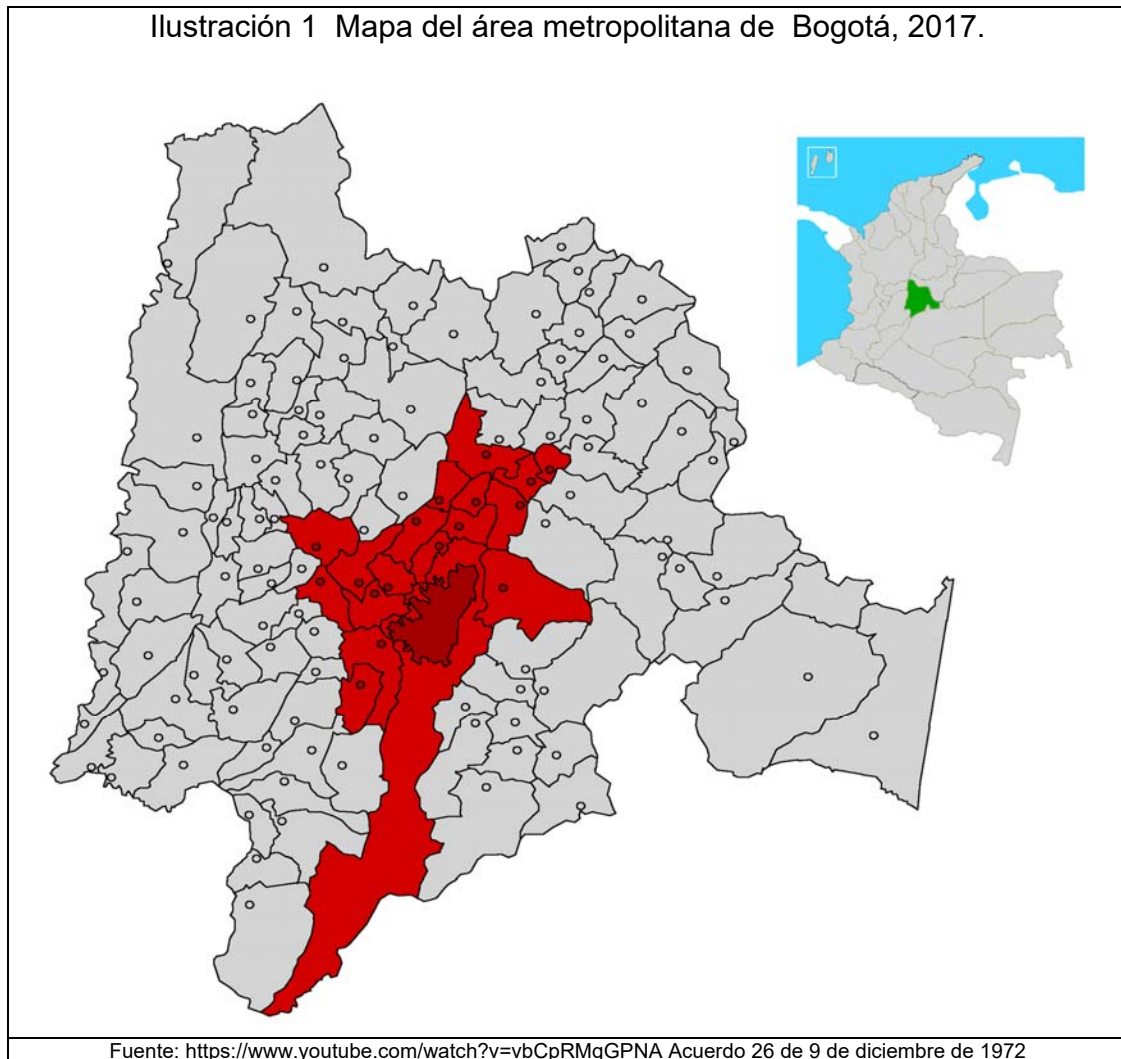 Ilustración 1  Mapa del área metropolitana de  Bogotá, 2017.
Fuente: https://www.youtube.com/watch?v=vbCpRMgGPNA Acuerdo 26 de 9 de diciembre de 1972